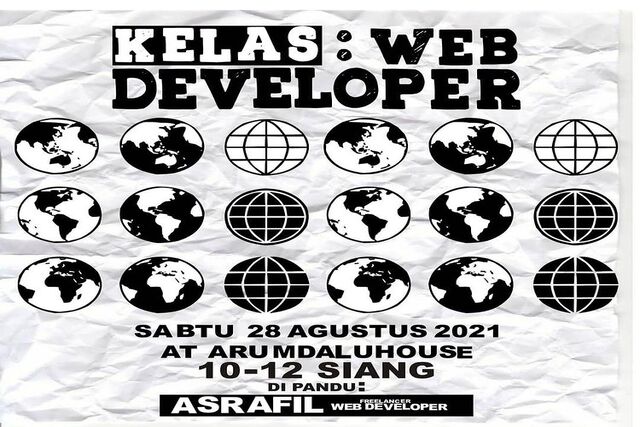 KELAS: WEB
DEVELOPER
SABTU 28 AGUSTUS 2021
AT ARUMDALUHOUSE
10-12 SIANG
DI PANDU:
ASRAFIL FREELANCER
WEB DEVELOPER